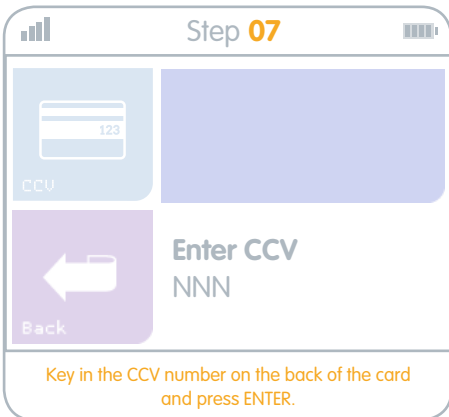 Step 07
123
CCV
Enter CCV
NNN
Back
Key in the CCV number on the back of the card
and press ENTER.